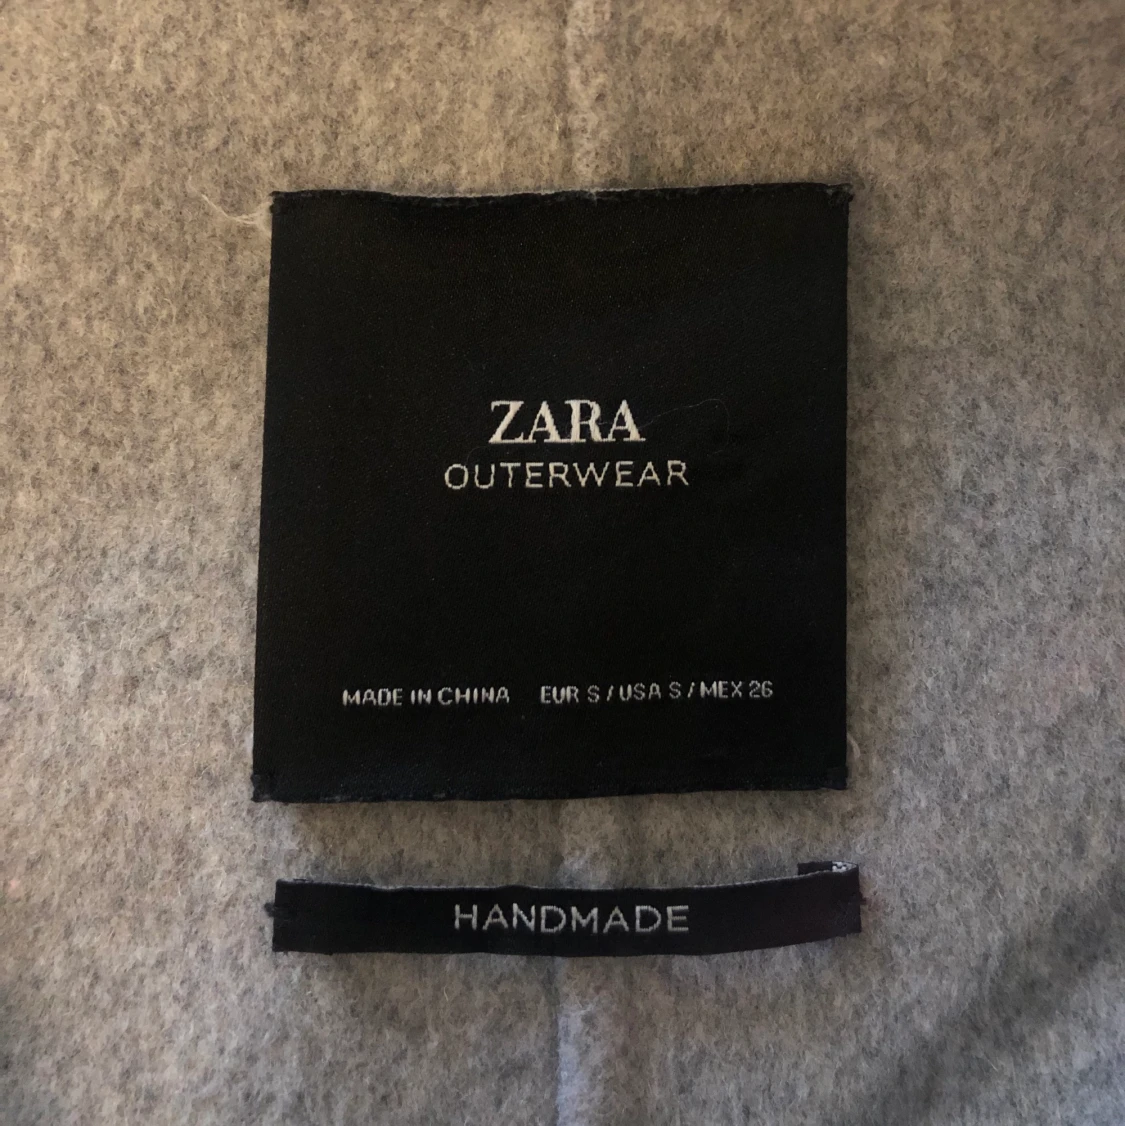 ZARA
OUTERWEAR
MADE IN CHINA EUR S / USA S / MEX 26
HANDMADE